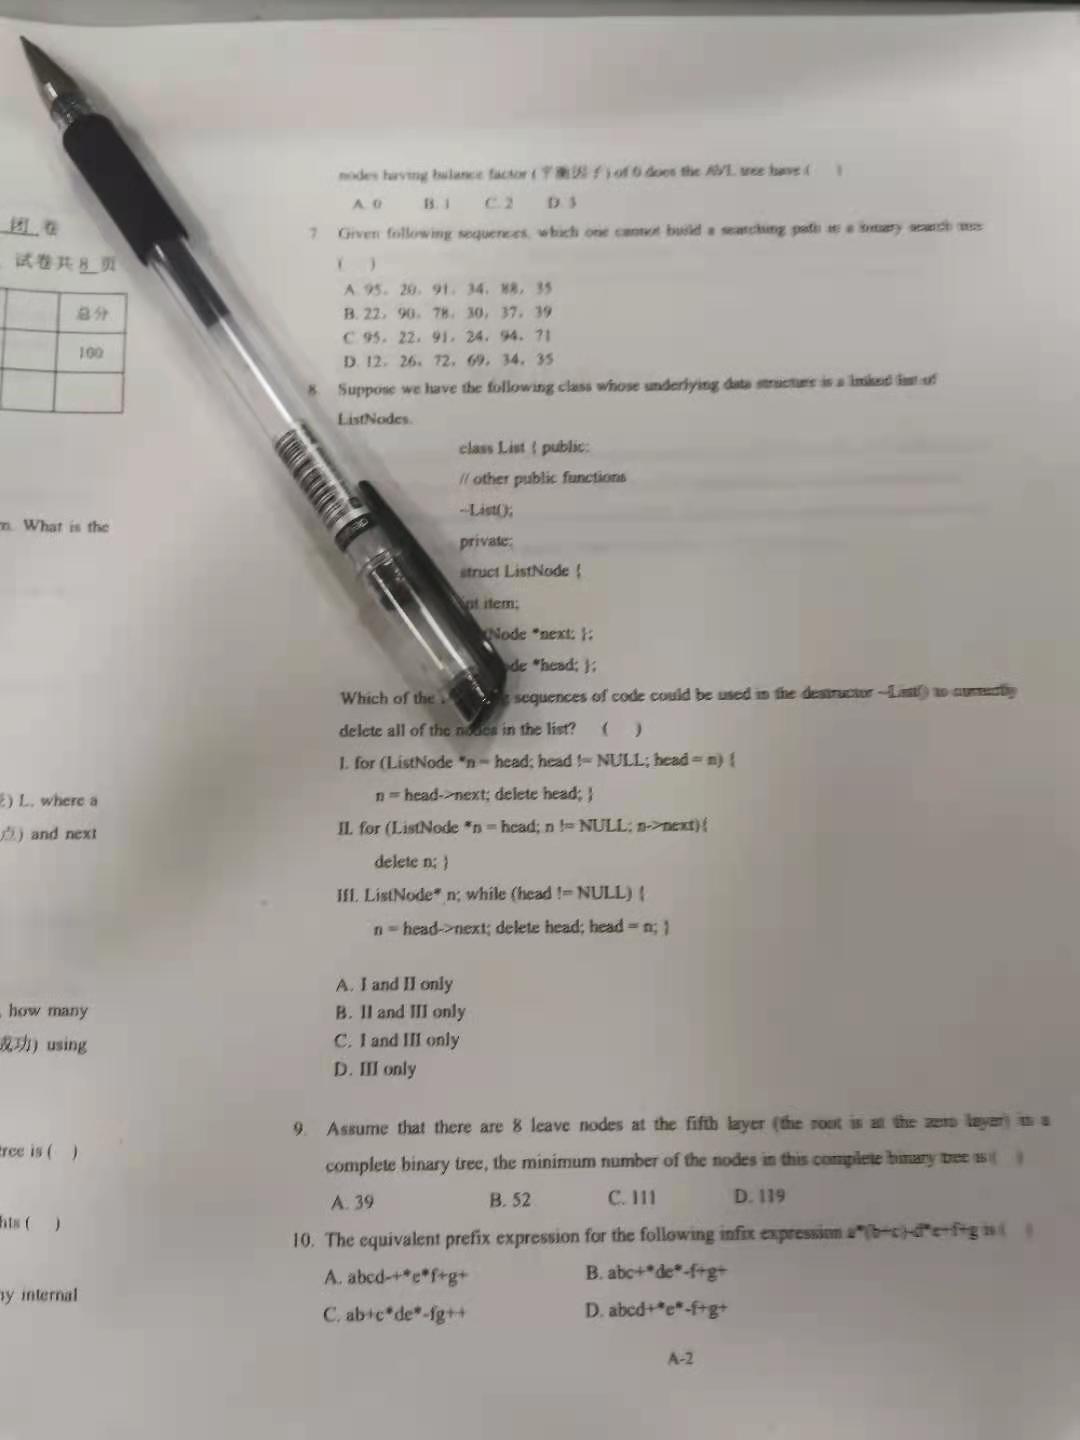 闭 卷
试卷共 8 页
总分
100
m. What is the
) L, where a
点) and next
, how many
成功) using
tree is ( )
hts ( )
ny internal
nodes having balance factor (平衡因子) of 0 does the AVL tree have ( )
A. 0 B. 1 C. 2 D. 3
7 Given following sequences, which one cannot build a searching path in a binary search tree
( )
A. 95, 20, 91, 34, 88, 35
B. 22, 90, 78, 30, 37, 39
C. 95, 22, 91, 24, 94, 71
D. 12, 26, 72, 69, 34, 35
8 Suppose we have the following class whose underlying data structure is a linked list of
ListNodes.
class List { public:
// other public functions
~List();
private:
struct ListNode {
int item;
Node *next; };
de *head; };
Which of the sequences of code could be used in the destructor ~List() to correctly
delete all of the nodes in the list? ( )
I. for (ListNode *n = head; head != NULL; head = n) {
n = head->next; delete head; }
II. for (ListNode *n = head; n != NULL; n->next){
delete n; }
III. ListNode* n; while (head != NULL) {
n = head->next; delete head; head = n; }
A. I and II only
B. II and III only
C. I and III only
D. III only
9. Assume that there are 8 leave nodes at the fifth layer (the root is at the zero layer) in a
complete binary tree, the minimum number of the nodes in this complete binary tree is ( )
A. 39 B. 52 C. 111 D. 119
10. The equivalent prefix expression for the following infix expression a*(b+c)-d*e+f+g is ( )
A. abcd-+*e*f+g+ B. abc+*de*-f+g+
C. ab+c*de*-fg++ D. abcd+*e*-f+g+
A-2